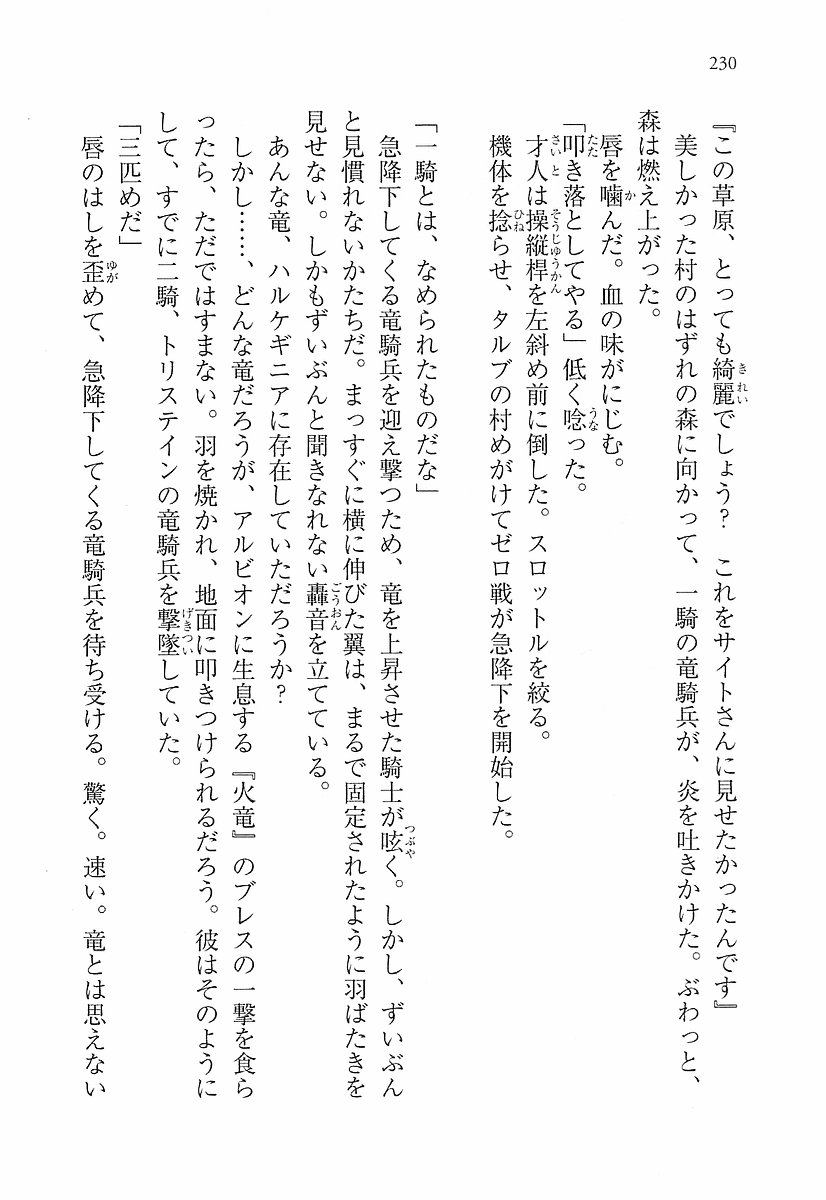 230
『この草原、とっても綺麗でしょう？　これをサイトさんに見せたかったんです』
美しかった村のはずれの森に向かって、一騎の竜騎兵が、炎を吐きかけた。ぶわっと、
森は燃え上がった。
唇を噛んだ。血の味がにじむ。
「叩き落としてやる」低く唸った。
才人は操縦桿を左斜め前に倒した。スロットルを絞る。
機体を捻らせ、タルブの村めがけてゼロ戦が急降下を開始した。
「一騎とは、なめられたものだな」
急降下してくる竜騎兵を迎え撃つため、竜を上昇させた騎士が呟く。しかし、ずいぶん
と見慣れないかたちだ。まっすぐに横に伸びた翼は、まるで固定されたように羽ばたきを
見せない。しかもずいぶんと聞きなれない轟音を立てている。
あんな竜、ハルケギニアに存在していただろうか？
しかし……、どんな竜だろうが、アルビオンに生息する『火竜』のブレスの一撃を食ら
ったら、ただではすまない。羽を焼かれ、地面に叩きつけられるだろう。彼はそのように
して、すでに二騎、トリステインの竜騎兵を撃墜していた。
「三匹めだ」
唇のはしを歪めて、急降下してくる竜騎兵を待ち受ける。驚く。速い。竜とは思えない